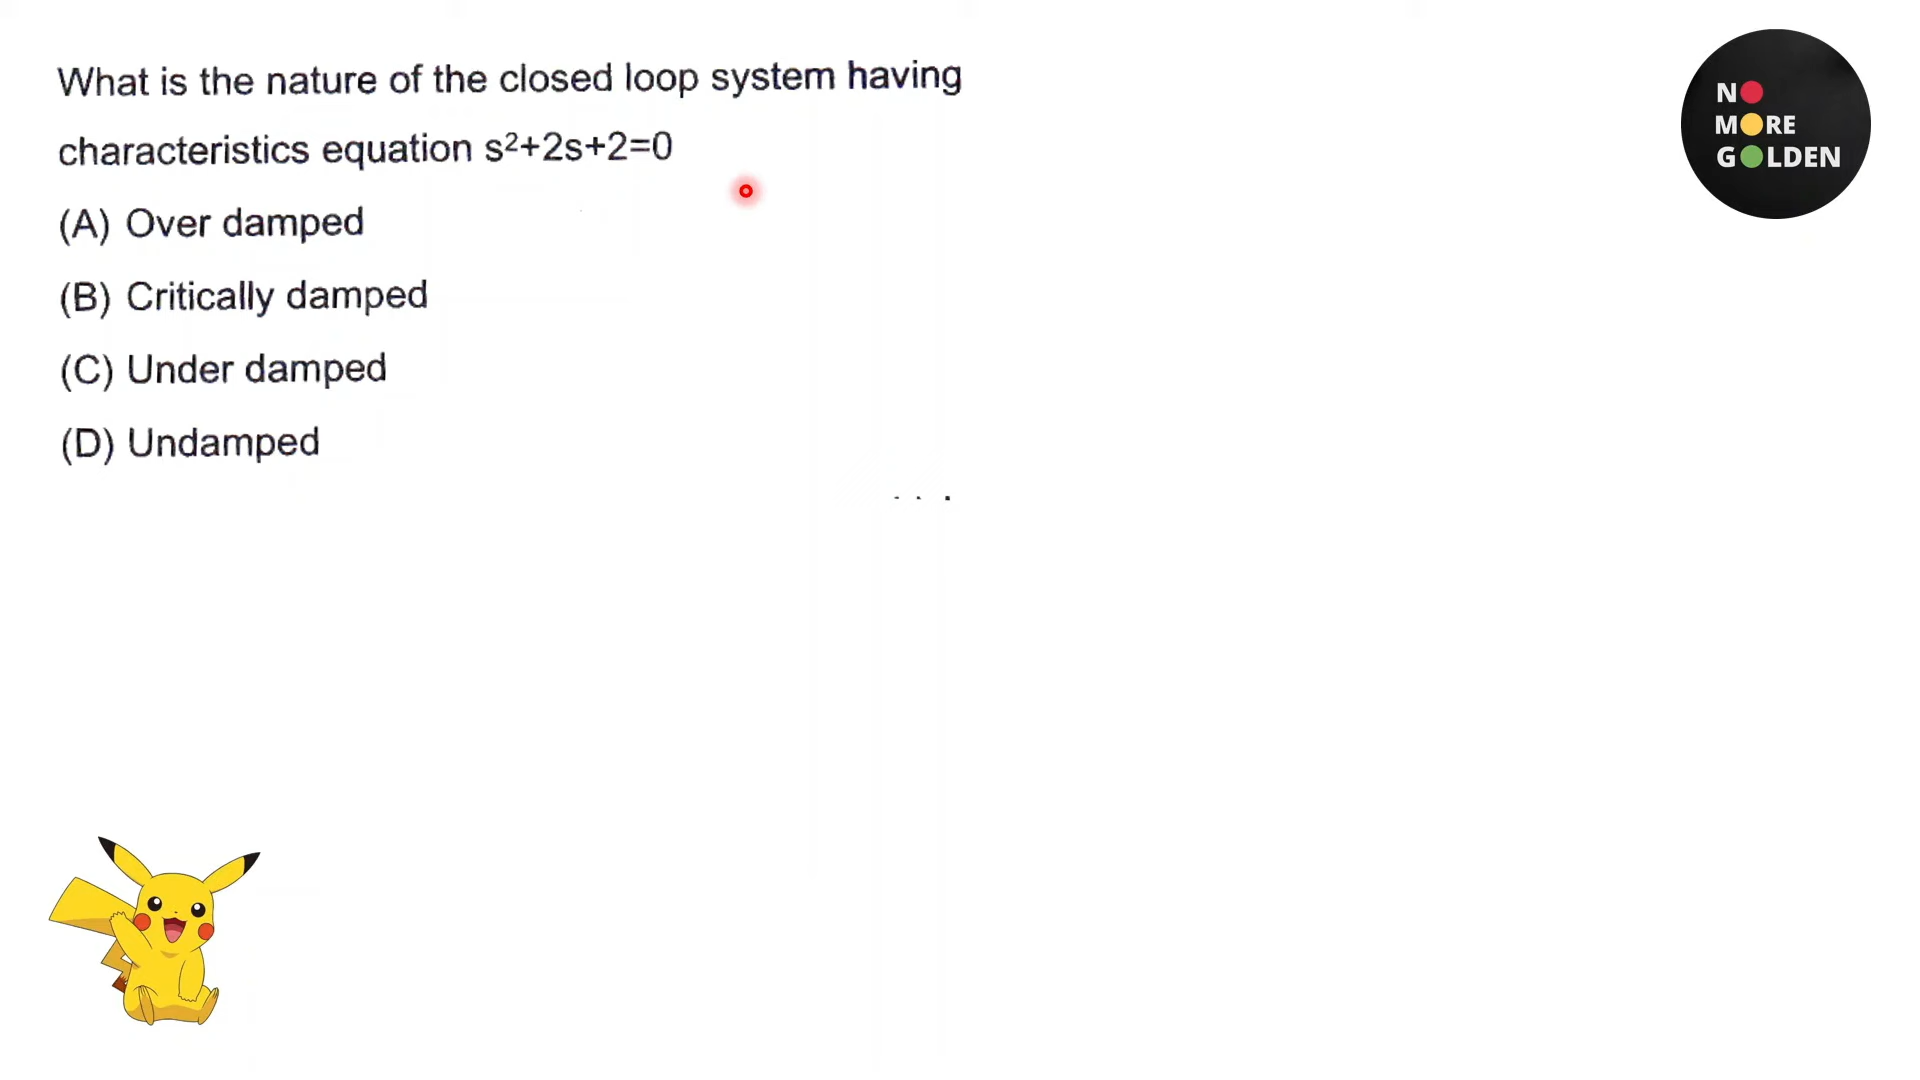 What is the nature of the closed loop system having
characteristics equation s²+2s+2=0
(A) Over damped
(B) Critically damped
(C) Under damped
(D) Undamped
NO
MORE
GOLDEN